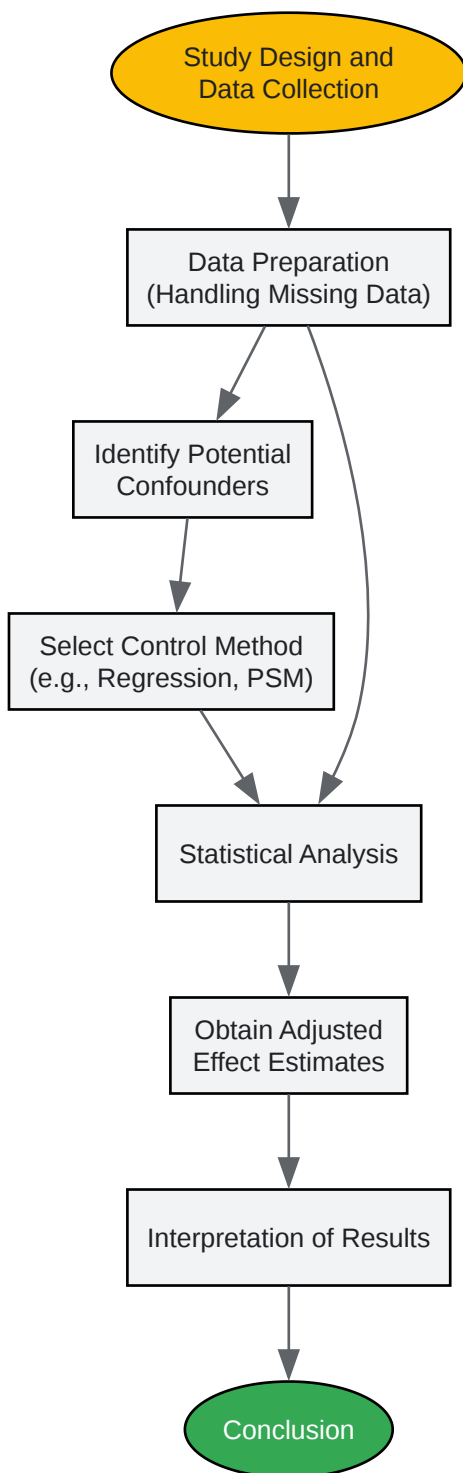 Study Design and
Data Collection
Data Preparation
(Handling Missing Data)
Identify Potential
Confounders
Select Control Method
(e.g., Regression, PSM)
Statistical Analysis
Obtain Adjusted
Effect Estimates
Interpretation of Results
Conclusion